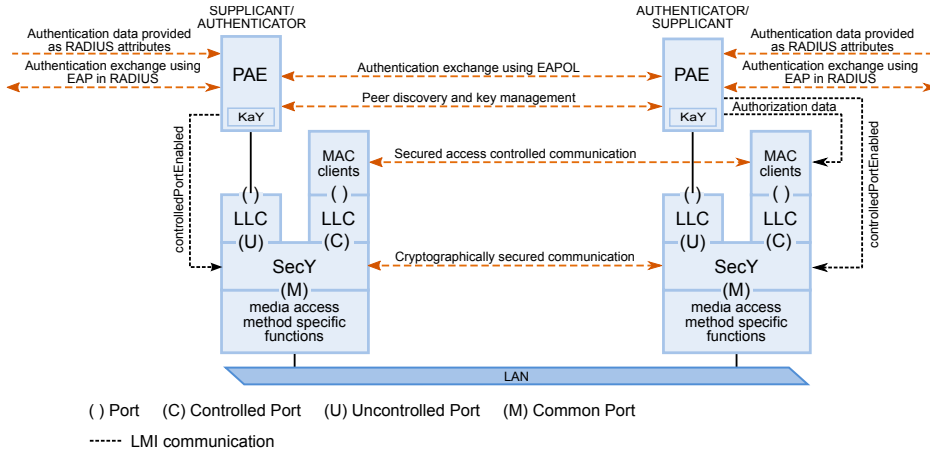 SUPPLICANT/
AUTHENTICATOR
AUTHENTICATOR/
SUPPLICANT
Authentication data provided
as RADIUS attributes
Authentication exchange using
EAP in RADIUS
PAE
KaY
Authentication exchange using EAPOL
Peer discovery and key management
PAE
KaY
Authentication data provided
as RADIUS attributes
Authentication exchange using
EAP in RADIUS
Authorization data
controlledPortEnabled
MAC
clients
( )
Secured access controlled communication
MAC
clients
( )
controlledPortEnabled
( )
LLC
(U)
LLC
(C)
( )
LLC
(U)
LLC
(C)
SecY
(M)
Cryptographically secured communication
SecY
(M)
media access
method specific
functions
media access
method specific
functions
LAN
( ) Port (C) Controlled Port (U) Uncontrolled Port (M) Common Port
LMI communication